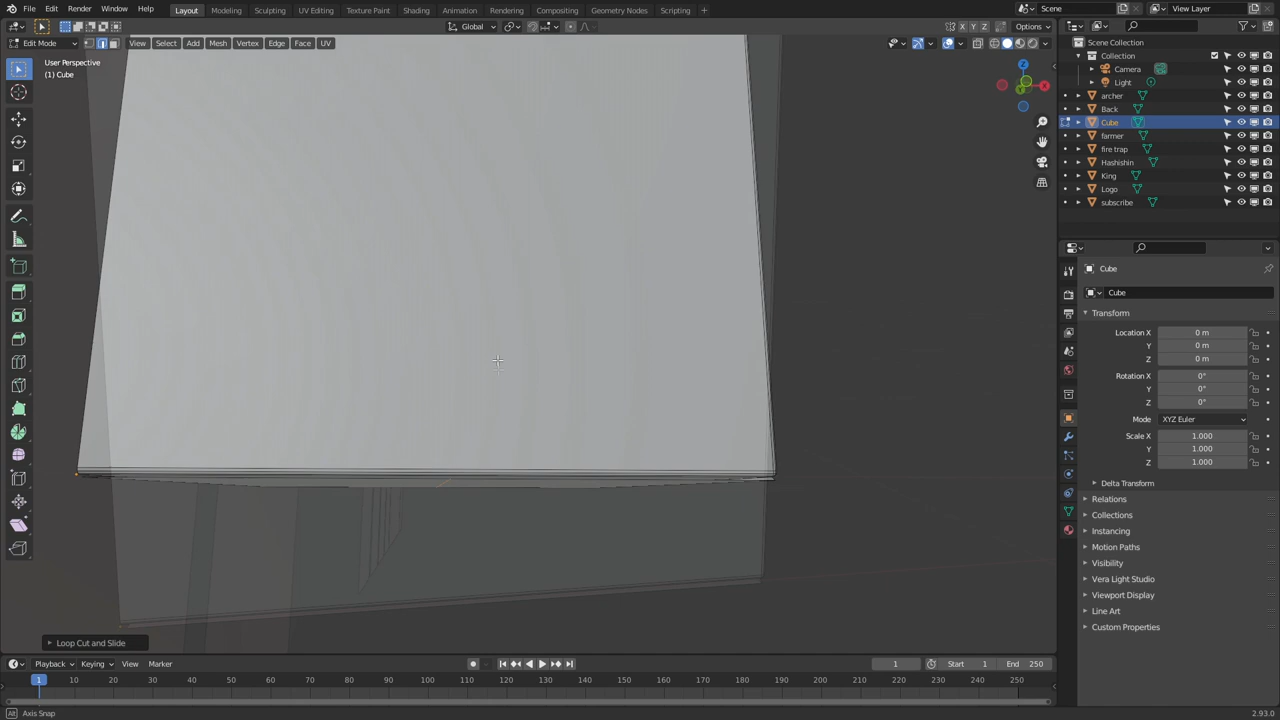 File Edit Render Window Help Layout Modeling Sculpting UV Editing Texture Paint Shading Animation Rendering Compositing Geometry Nodes Scripting + Scene View Layer
Global Options
Edit Mode View Select Add Mesh Vertex Edge Face UV X Y Z
User Perspective
(1) Cube
Z
X
Y
Scene Collection
Collection
Camera
Light
archer
Back
Cube
farmer
fire trap
Hashishin
King
Logo
subscribe
Cube
Cube
Transform
Location X 0 m
Y 0 m
Z 0 m
Rotation X 0°
Y 0°
Z 0°
Mode XYZ Euler
Scale X 1.000
Y 1.000
Z 1.000
Delta Transform
Relations
Collections
Instancing
Motion Paths
Visibility
Vera Light Studio
Viewport Display
Line Art
Custom Properties
Loop Cut and Slide
Playback Keying View Marker 1 Start 1 End 250
1 10 20 30 40 50 60 70 80 90 100 110 120 130 140 150 160 170 180 190 200 210 220 230 240 250
Alt Axis Snap 2.93.0